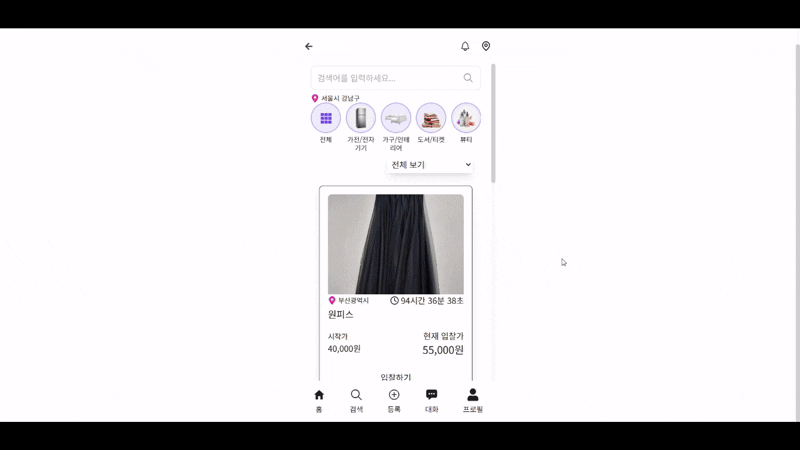 검색어를 입력하세요...
서울시 강남구
전체
가전/전자
기기
가구/인테
리어
도서/티켓
뷰티
전체 보기
부산광역시 94시간 36분 38초
원피스
시작가 현재 입찰가
40,000원 55,000원
입찰하기
홈 검색 등록 대화 프로필